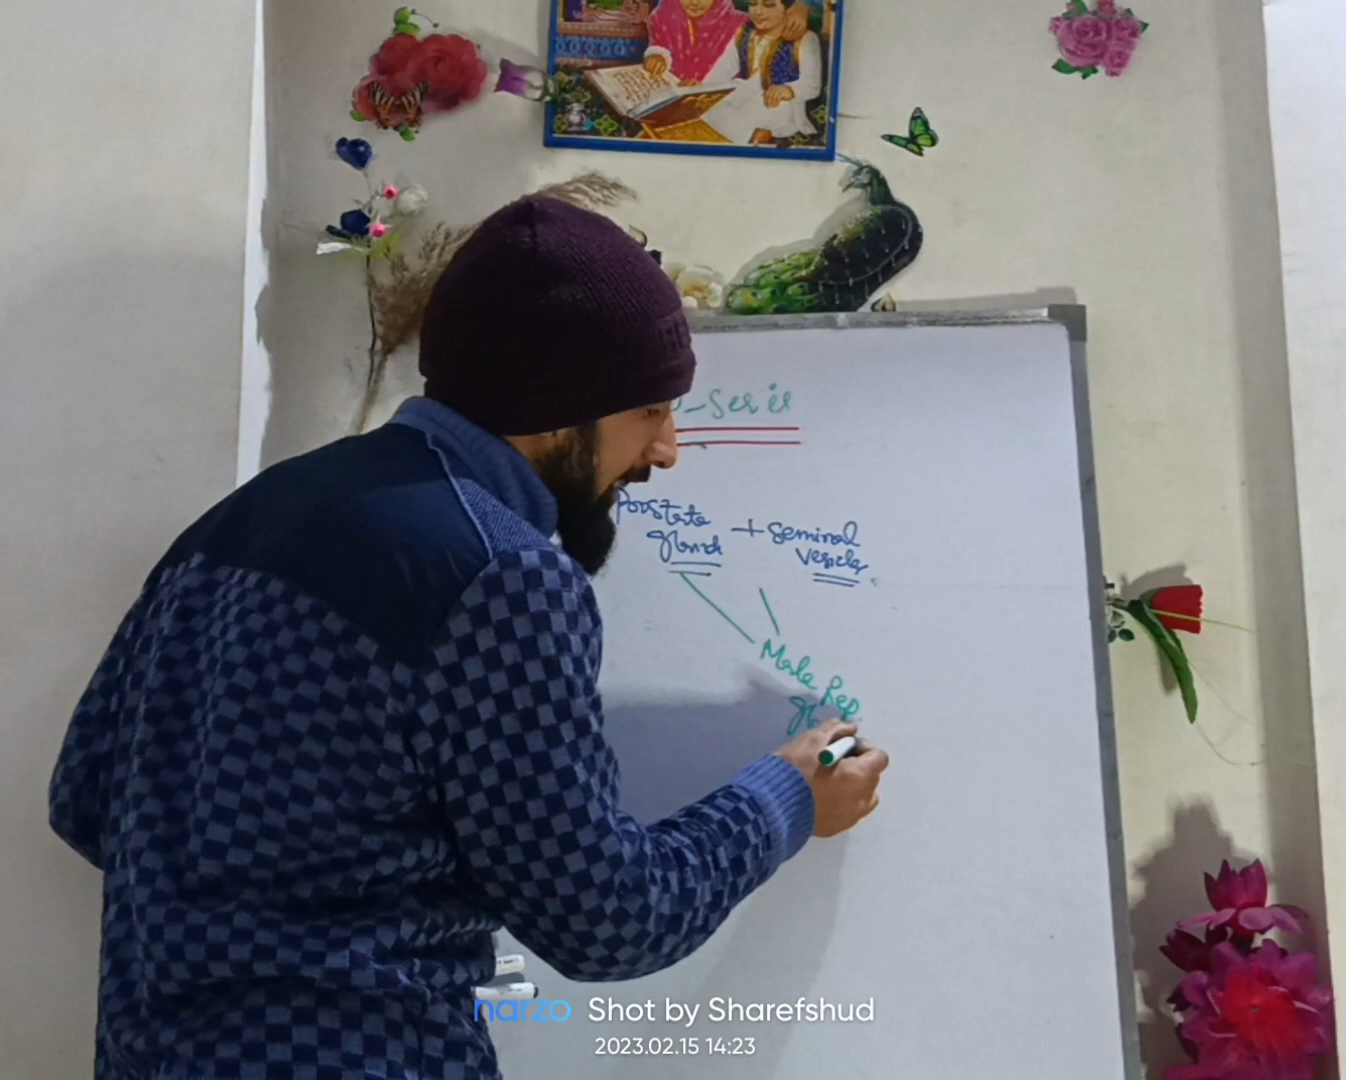 -Series
Porstate
gland
+ Seminal
Vesicle
Male Rep
narzo Shot by Sharefshud
2023.02.15 14:23